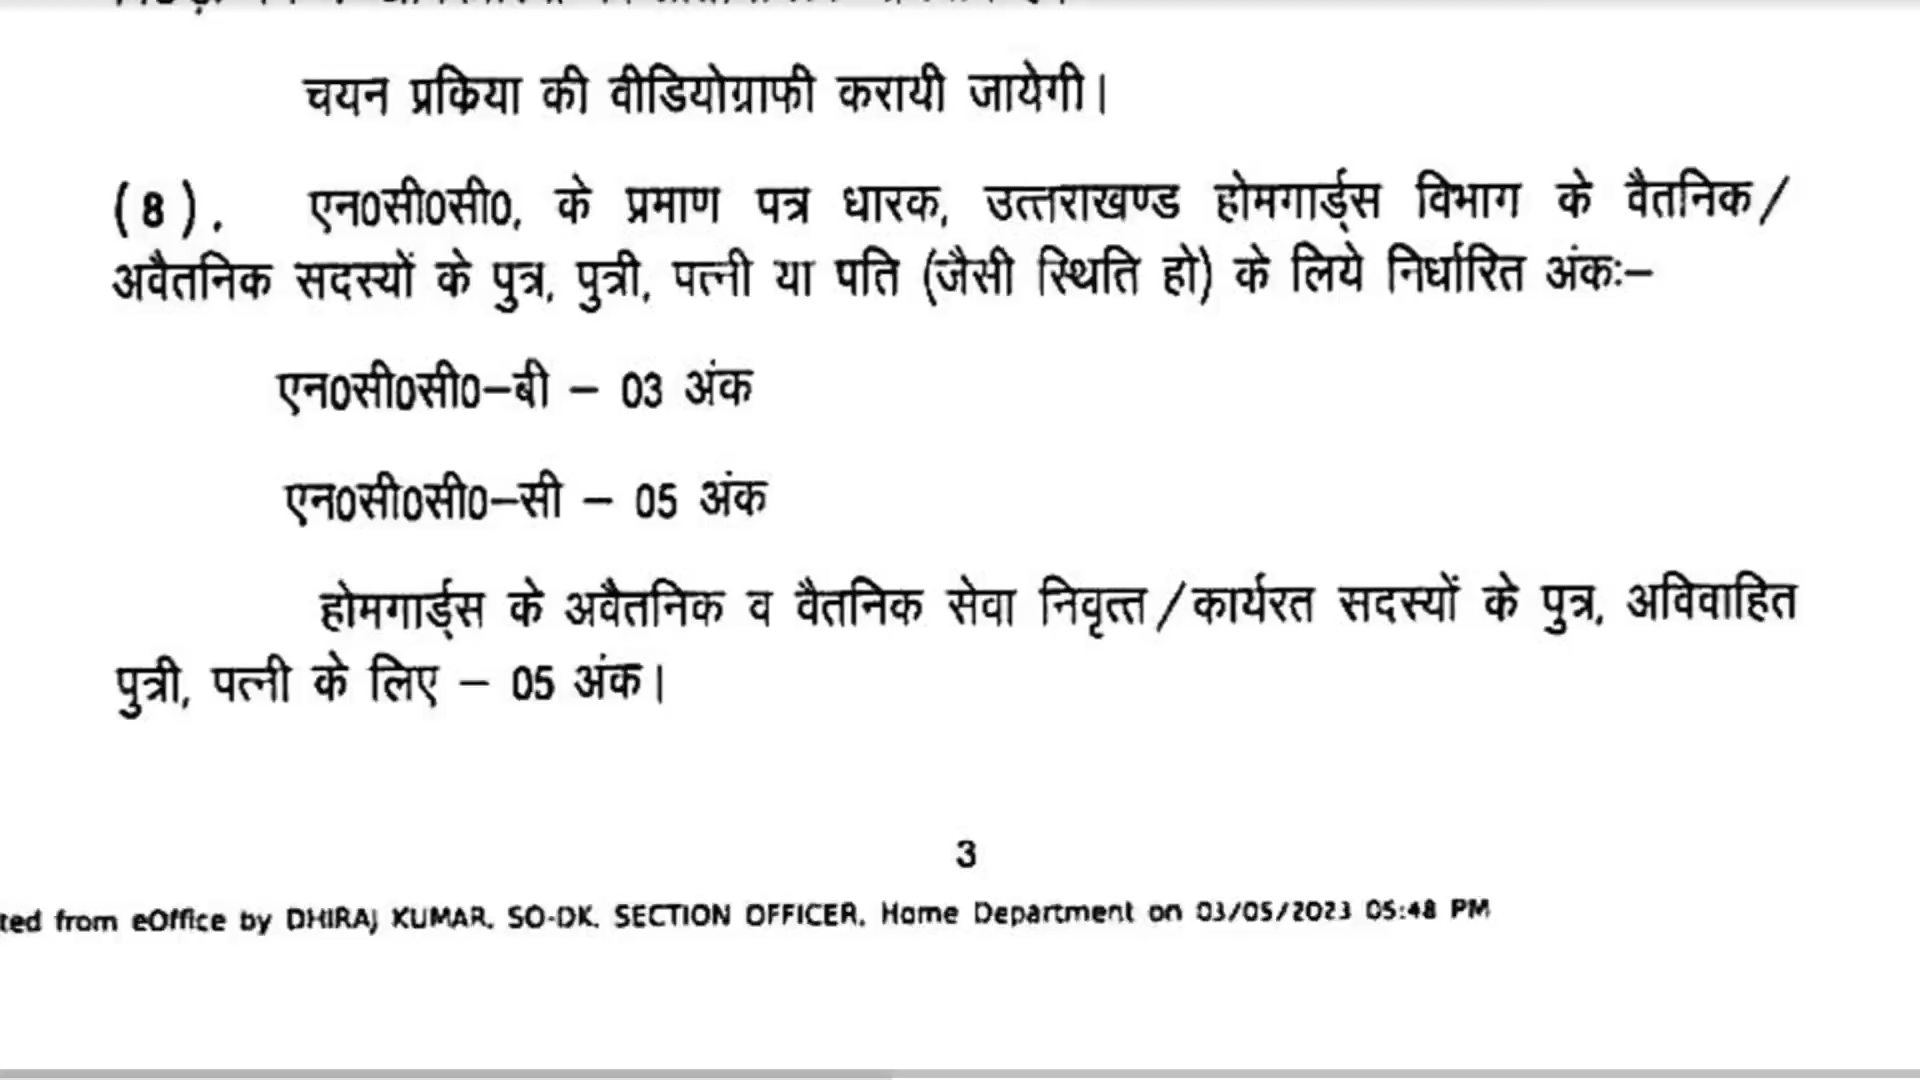 चयन प्रकिया की वीडियोग्राफी करायी जायेगी।
(8). एन0सी0सी0, के प्रमाण पत्र धारक, उत्तराखण्ड होमगार्ड्स विभाग के वैतनिक/
अवैतनिक सदस्यों के पुत्र, पुत्री, पत्नी या पति (जैसी स्थिति हो) के लिये निर्धारित अंकः–
एन0सी0सी0–बी – 03 अंक
एन0सी0सी0–सी – 05 अंक
होमगार्ड्स के अवैतनिक व वैतनिक सेवा निवृत्त/कार्यरत सदस्यों के पुत्र, अविवाहित
पुत्री, पत्नी के लिए – 05 अंक।
3
ted from eOffice by DHIRAJ KUMAR, SO-DK, SECTION OFFICER, Home Department on 03/05/2023 05:48 PM